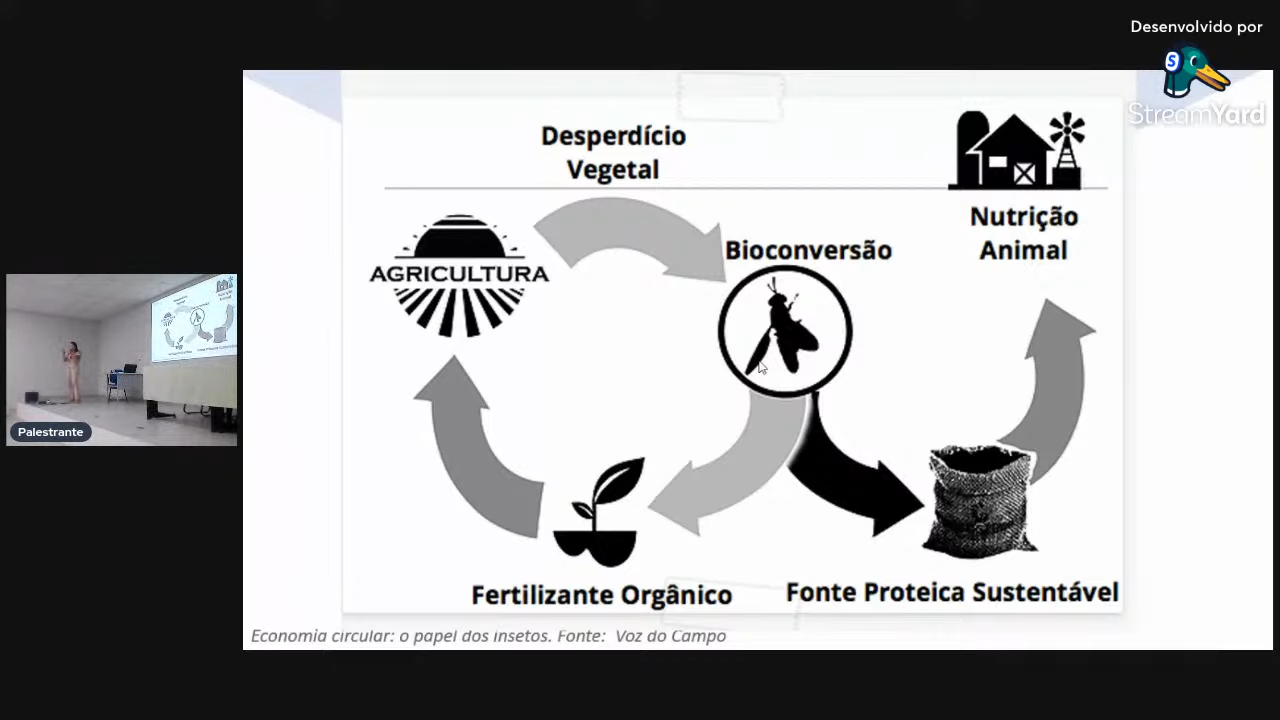 Desenvolvido por
StreamYard
Desperdício
Vegetal
Nutrição
Animal
AGRICULTURA
Bioconversão
Palestrante
Fertilizante Orgânico
Fonte Proteica Sustentável
Economia circular: o papel dos insetos. Fonte: Voz do Campo